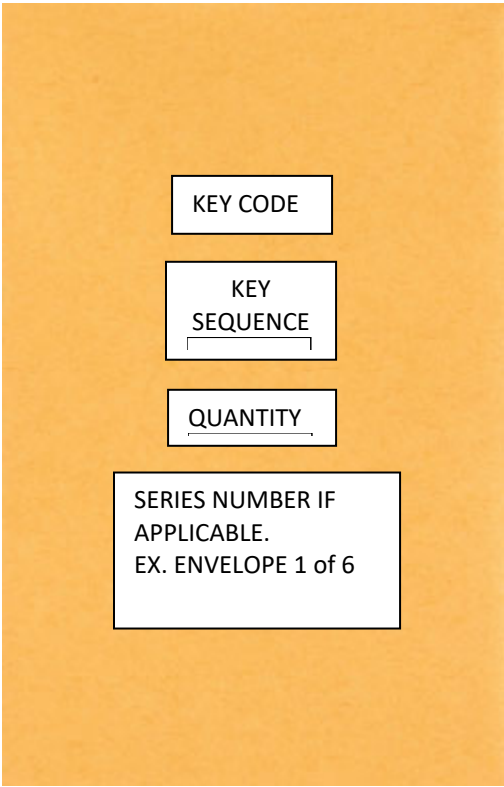 KEY CODE
KEY
SEQUENCE
QUANTITY
SERIES NUMBER IF
APPLICABLE.
EX. ENVELOPE 1 of 6